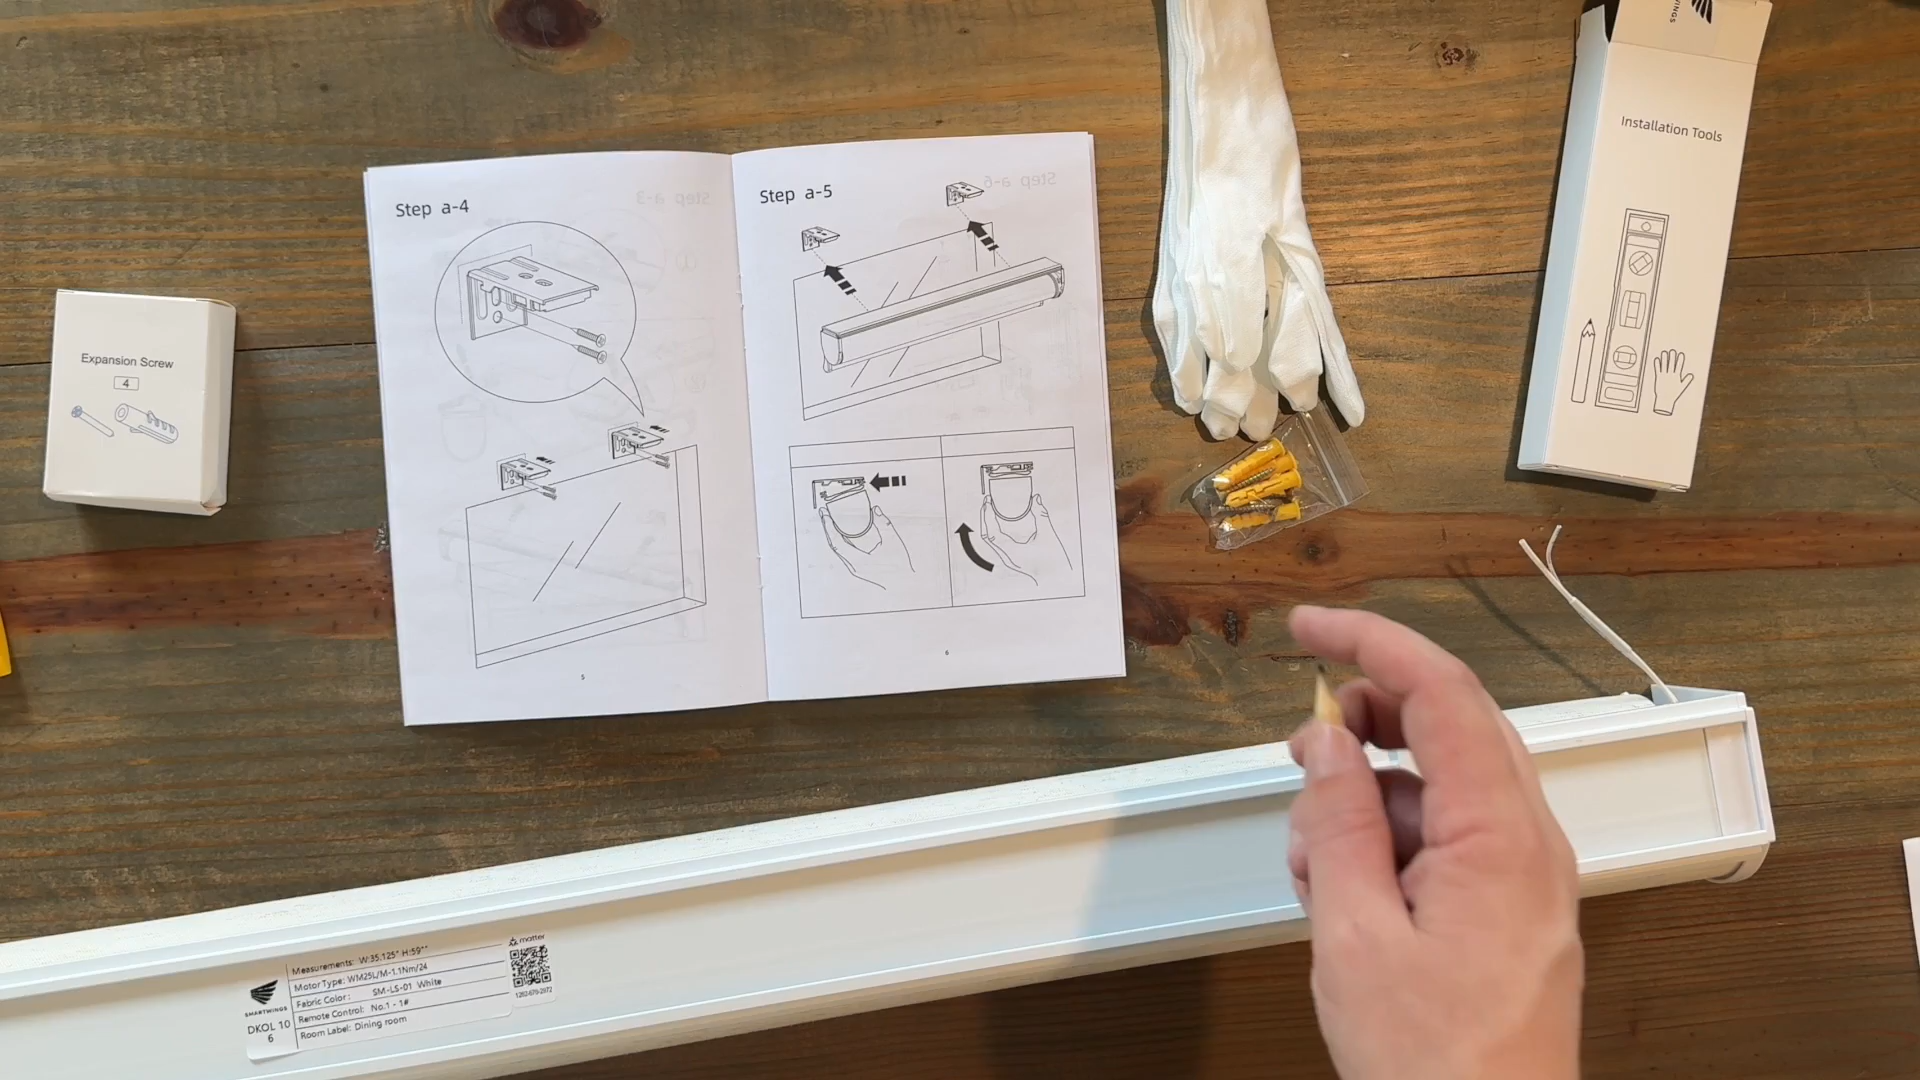 Step a-4
Step a-5
5
6
Expansion Screw
4
Installation Tools
Measurements: W:35.125" H:59""
Motor Type: WM25L/M-1.1Nm/24
Fabric Color: SM-LS-01 White
Remote Control: No.1 - 1#
Room Label: Dining room
SMARTWINGS
DKOL 10
6
matter